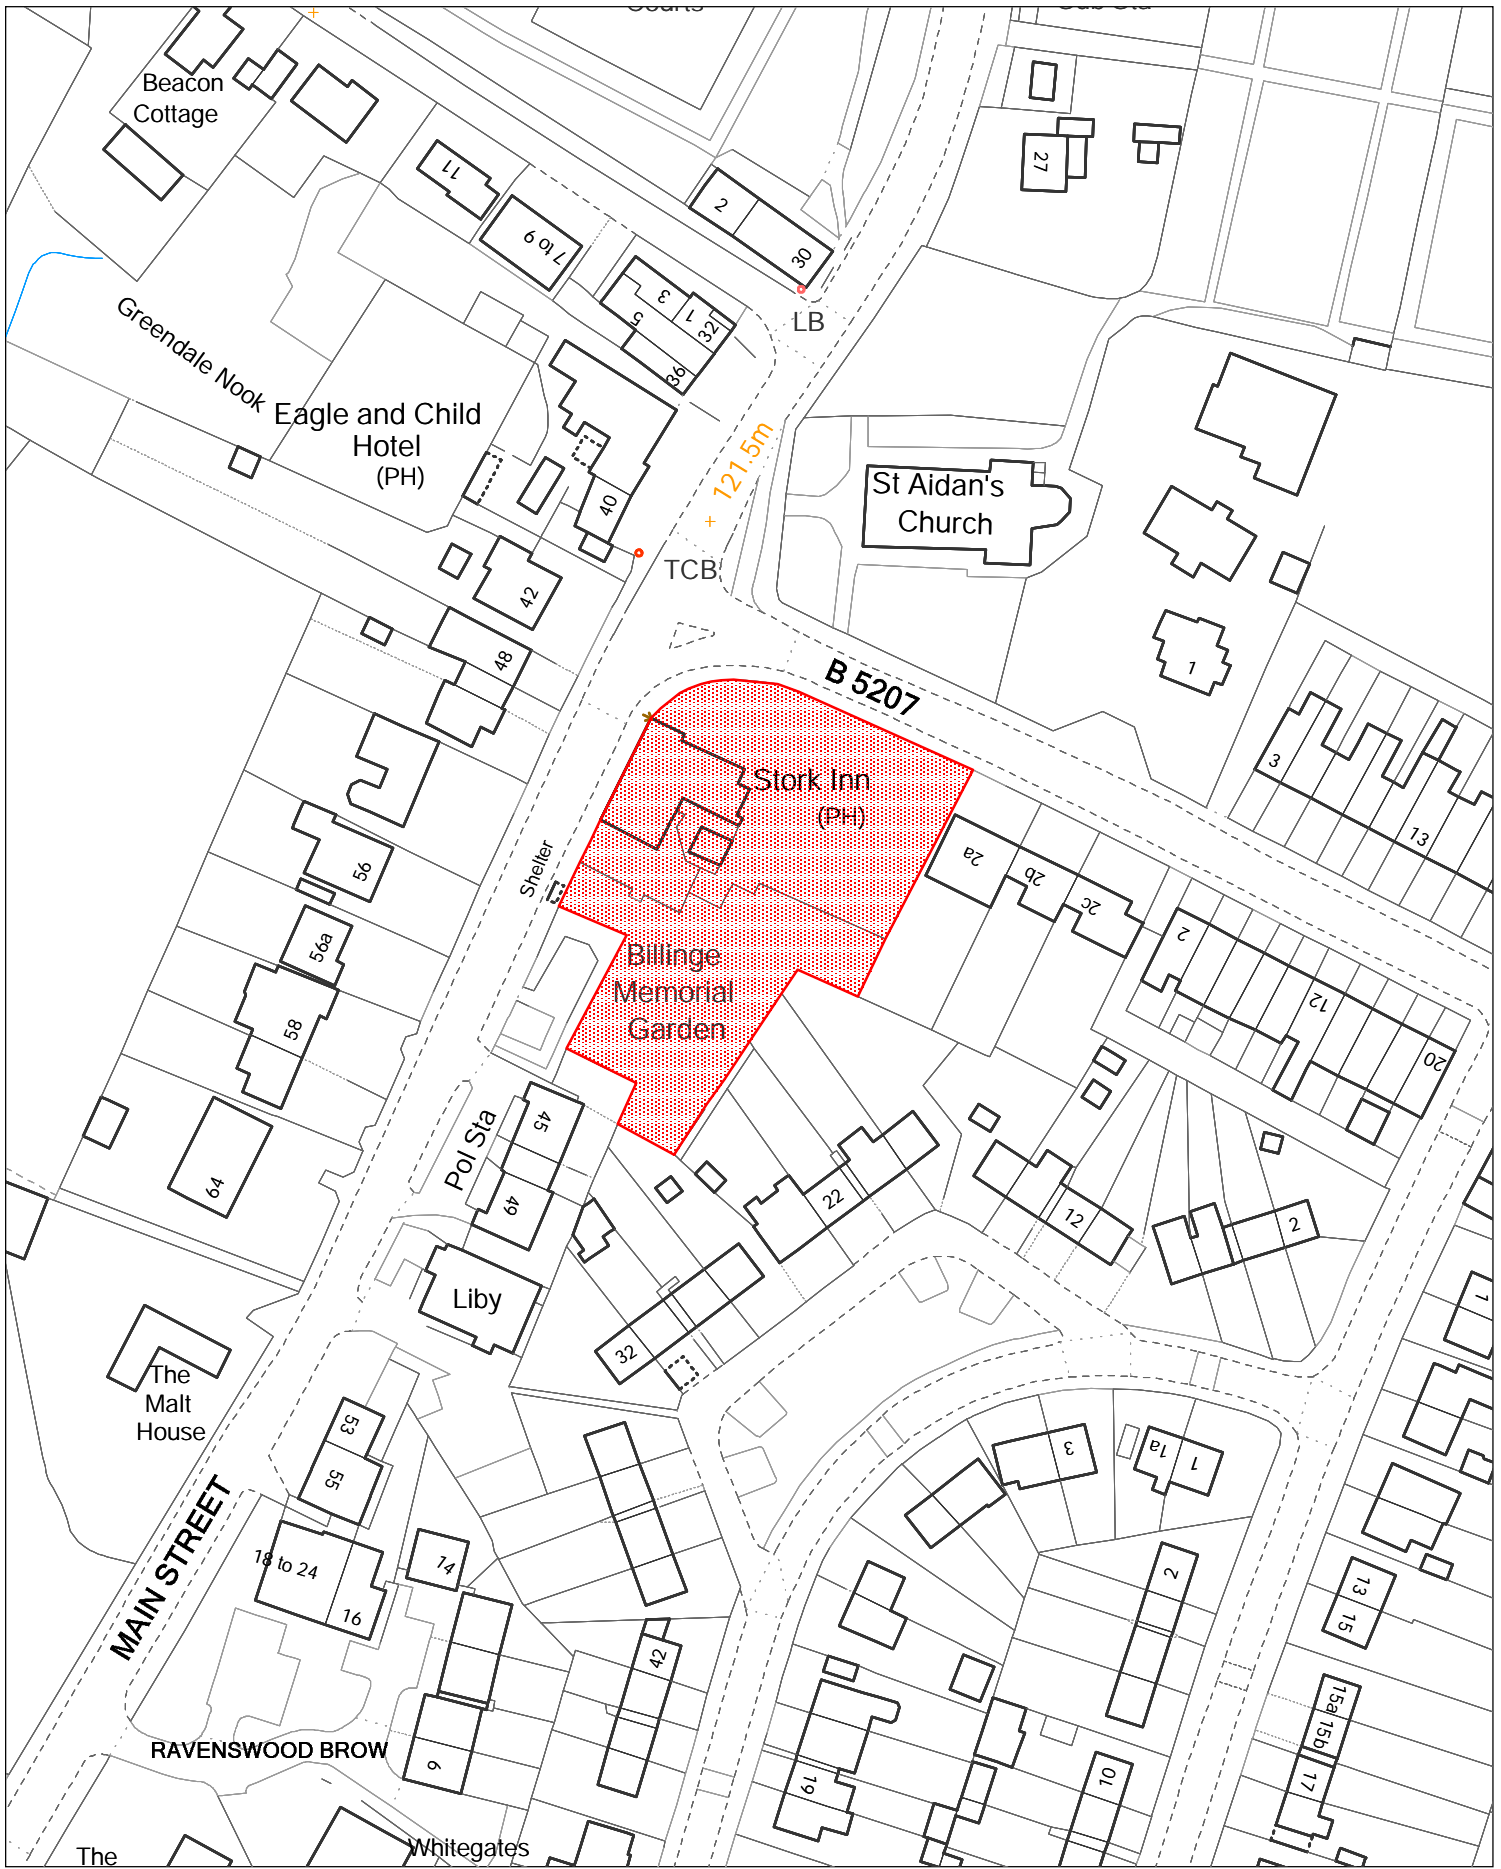 Courts
Sub Sta
Beacon
Cottage
11
7 to 9
2
30
27
3
1
5
32
36
LB
Greendale Nook
Eagle and Child
Hotel
(PH)
40
121.5m
St Aidan's
Church
TCB
42
48
1
B 5207
3
13
Stork Inn
(PH)
56
Shelter
2a
2b
2c
2
12
20
56a
58
Billinge
Memorial
Garden
Pol Sta
45
49
64
22
12
2
Liby
32
1
The
Malt
House
53
55
3
1a
1
MAIN STREET
18 to 24
16
14
2
13
15
42
15a
15b
RAVENSWOOD BROW
9
19
10
17
Whitegates
The